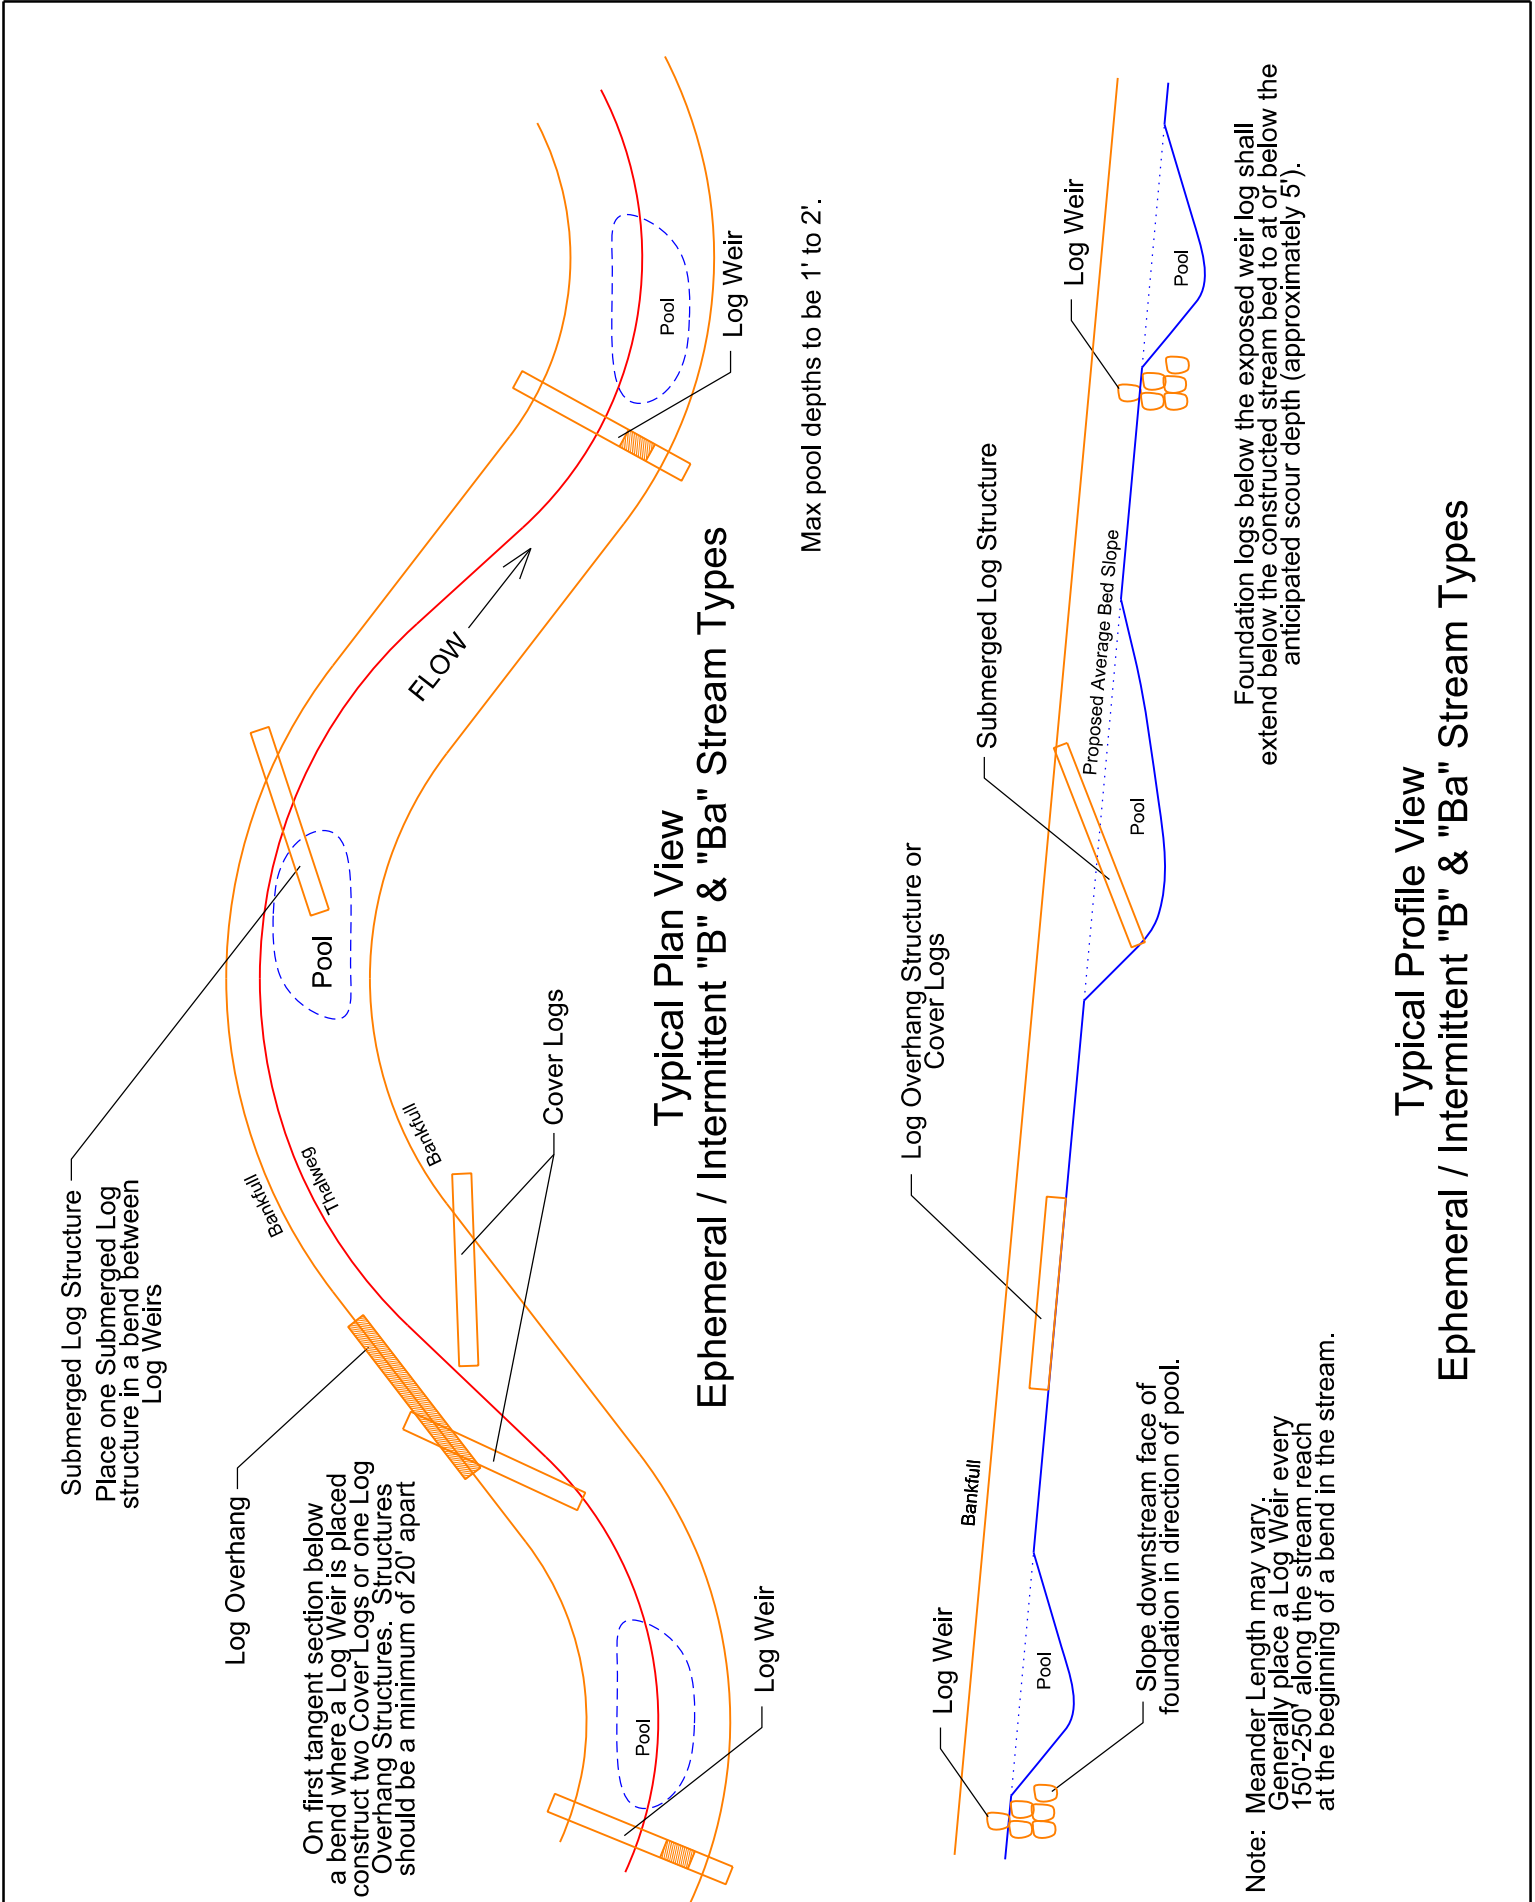 Submerged Log Structure
Place one Submerged Log
structure in a bend between
Log Weirs
Log Overhang
On first tangent section below
a bend where a Log Weir is placed
construct two Cover Logs or one Log
Overhang Structures.  Structures
should be a minimum of 20' apart
Bankfull
Thalweg
Pool
Bankfull
FLOW
Cover Logs
Pool
Log Weir
Pool
Log Weir
Max pool depths to be 1' to 2'.
Typical Plan View
Ephemeral / Intermittent "B" & "Ba" Stream Types
Log Weir
Bankfull
Log Overhang Structure or
Cover Logs
Submerged Log Structure
Log Weir
Pool
Proposed Average Bed Slope
Pool
Pool
Slope downstream face of
foundation in direction of pool.
Foundation logs below the exposed weir log shall
extend below the constructed stream bed to at or below the
anticipated scour depth (approximately 5').
Note:  Meander Length may vary.
Generally place a Log Weir every
150'-250' along the stream reach
at the beginning of a bend in the stream.
Typical Profile View
Ephemeral / Intermittent "B" & "Ba" Stream Types